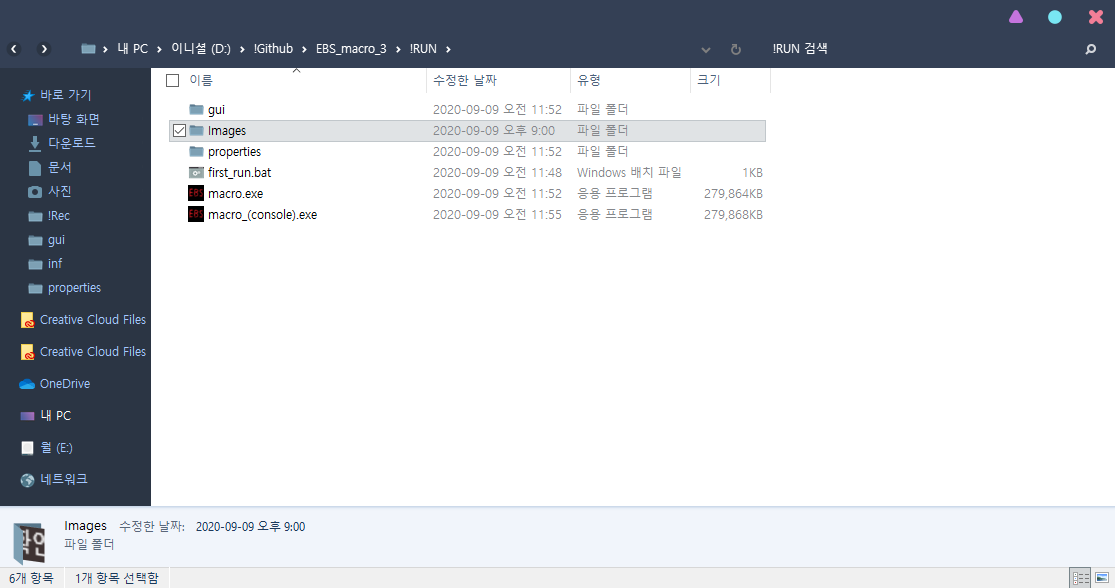 내 PC 이니셜 (D:) !Github EBS_macro_3 !RUN !RUN 검색
이름 수정한 날짜 유형 크기
gui 2020-09-09 오전 11:52 파일 폴더
Images 2020-09-09 오후 9:00 파일 폴더
properties 2020-09-09 오전 11:52 파일 폴더
first_run.bat 2020-09-09 오전 11:48 Windows 배치 파일 1KB
EBS macro.exe 2020-09-09 오전 11:52 응용 프로그램 279,864KB
EBS macro_(console).exe 2020-09-09 오전 11:55 응용 프로그램 279,868KB
바로 가기
바탕 화면
다운로드
문서
사진
!Rec
gui
inf
properties
Creative Cloud Files
Creative Cloud Files
OneDrive
내 PC
윌 (E:)
네트워크
확인
Images 수정한 날짜: 2020-09-09 오후 9:00
파일 폴더
6개 항목 1개 항목 선택함